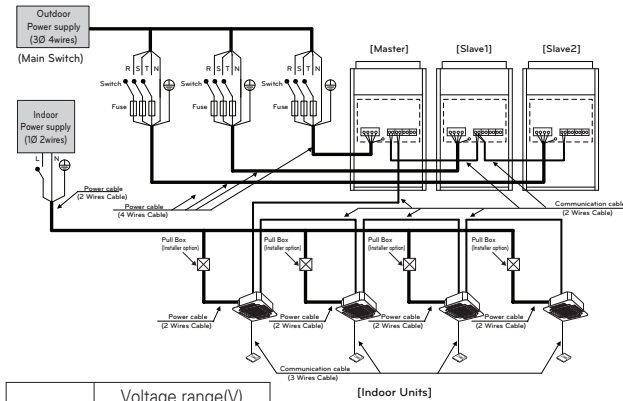 Outdoor
Power supply
(3Ø 4wires)
(Main Switch)
R S T N
R S T N
R S T N
Switch
Switch
Switch
Fuse
Fuse
Fuse
[Master]
[Slave1]
[Slave2]
Indoor
Power supply
(1Ø 2wires)
L N
Power cable
(2 Wires Cable)
Power cable
(4 Wires Cable)
Communication cable
(2 Wires Cable)
Pull Box
(Installer option)
Pull Box
(Installer option)
Pull Box
(Installer option)
Pull Box
(Installer option)
Power cable
(2 Wires Cable)
Power cable
(2 Wires Cable)
Power cable
(2 Wires Cable)
Power cable
(2 Wires Cable)
Communication cable
(3 Wires Cable)
[Indoor Units]
Voltage range(V)